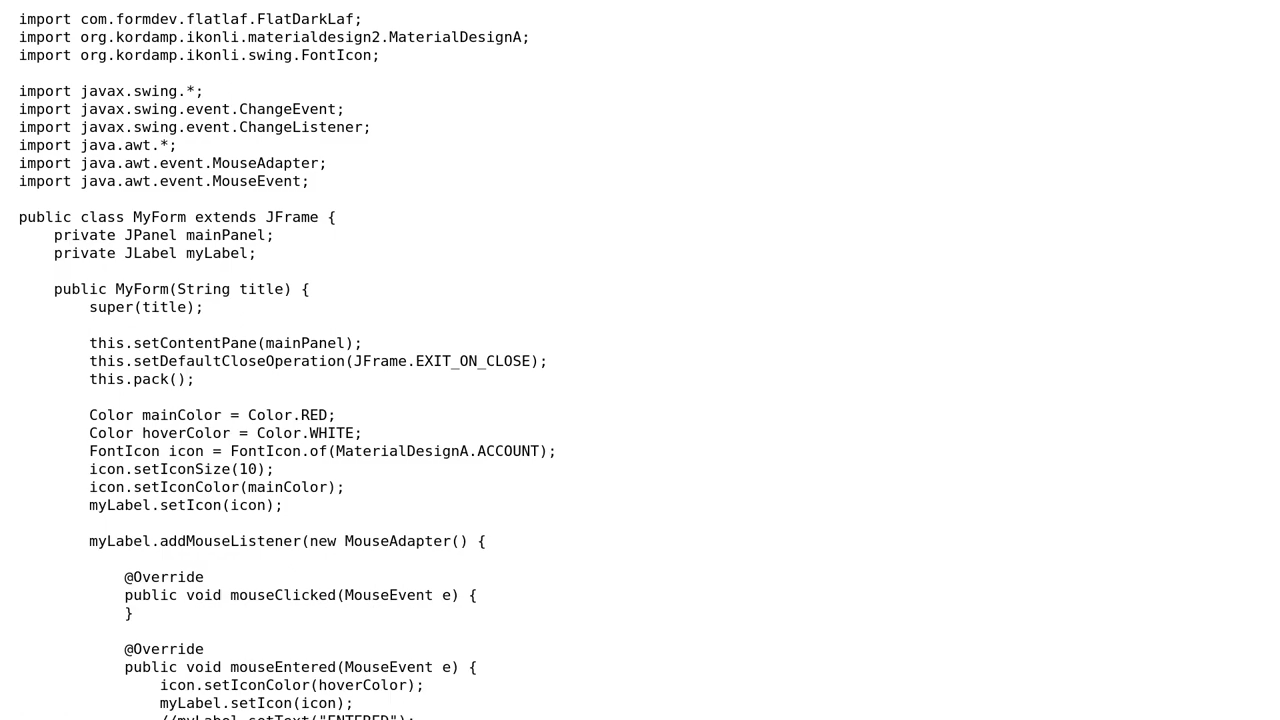 import com.formdev.flatlaf.FlatDarkLaf;
import org.kordamp.ikonli.materialdesign2.MaterialDesignA;
import org.kordamp.ikonli.swing.FontIcon;

import javax.swing.*;
import javax.swing.event.ChangeEvent;
import javax.swing.event.ChangeListener;
import java.awt.*;
import java.awt.event.MouseAdapter;
import java.awt.event.MouseEvent;

public class MyForm extends JFrame {
    private JPanel mainPanel;
    private JLabel myLabel;

    public MyForm(String title) {
        super(title);

        this.setContentPane(mainPanel);
        this.setDefaultCloseOperation(JFrame.EXIT_ON_CLOSE);
        this.pack();

        Color mainColor = Color.RED;
        Color hoverColor = Color.WHITE;
        FontIcon icon = FontIcon.of(MaterialDesignA.ACCOUNT);
        icon.setIconSize(10);
        icon.setIconColor(mainColor);
        myLabel.setIcon(icon);

        myLabel.addMouseListener(new MouseAdapter() {

            @Override
            public void mouseClicked(MouseEvent e) {
            }

            @Override
            public void mouseEntered(MouseEvent e) {
                icon.setIconColor(hoverColor);
                myLabel.setIcon(icon);
                //myLabel.setText("ENTERED");